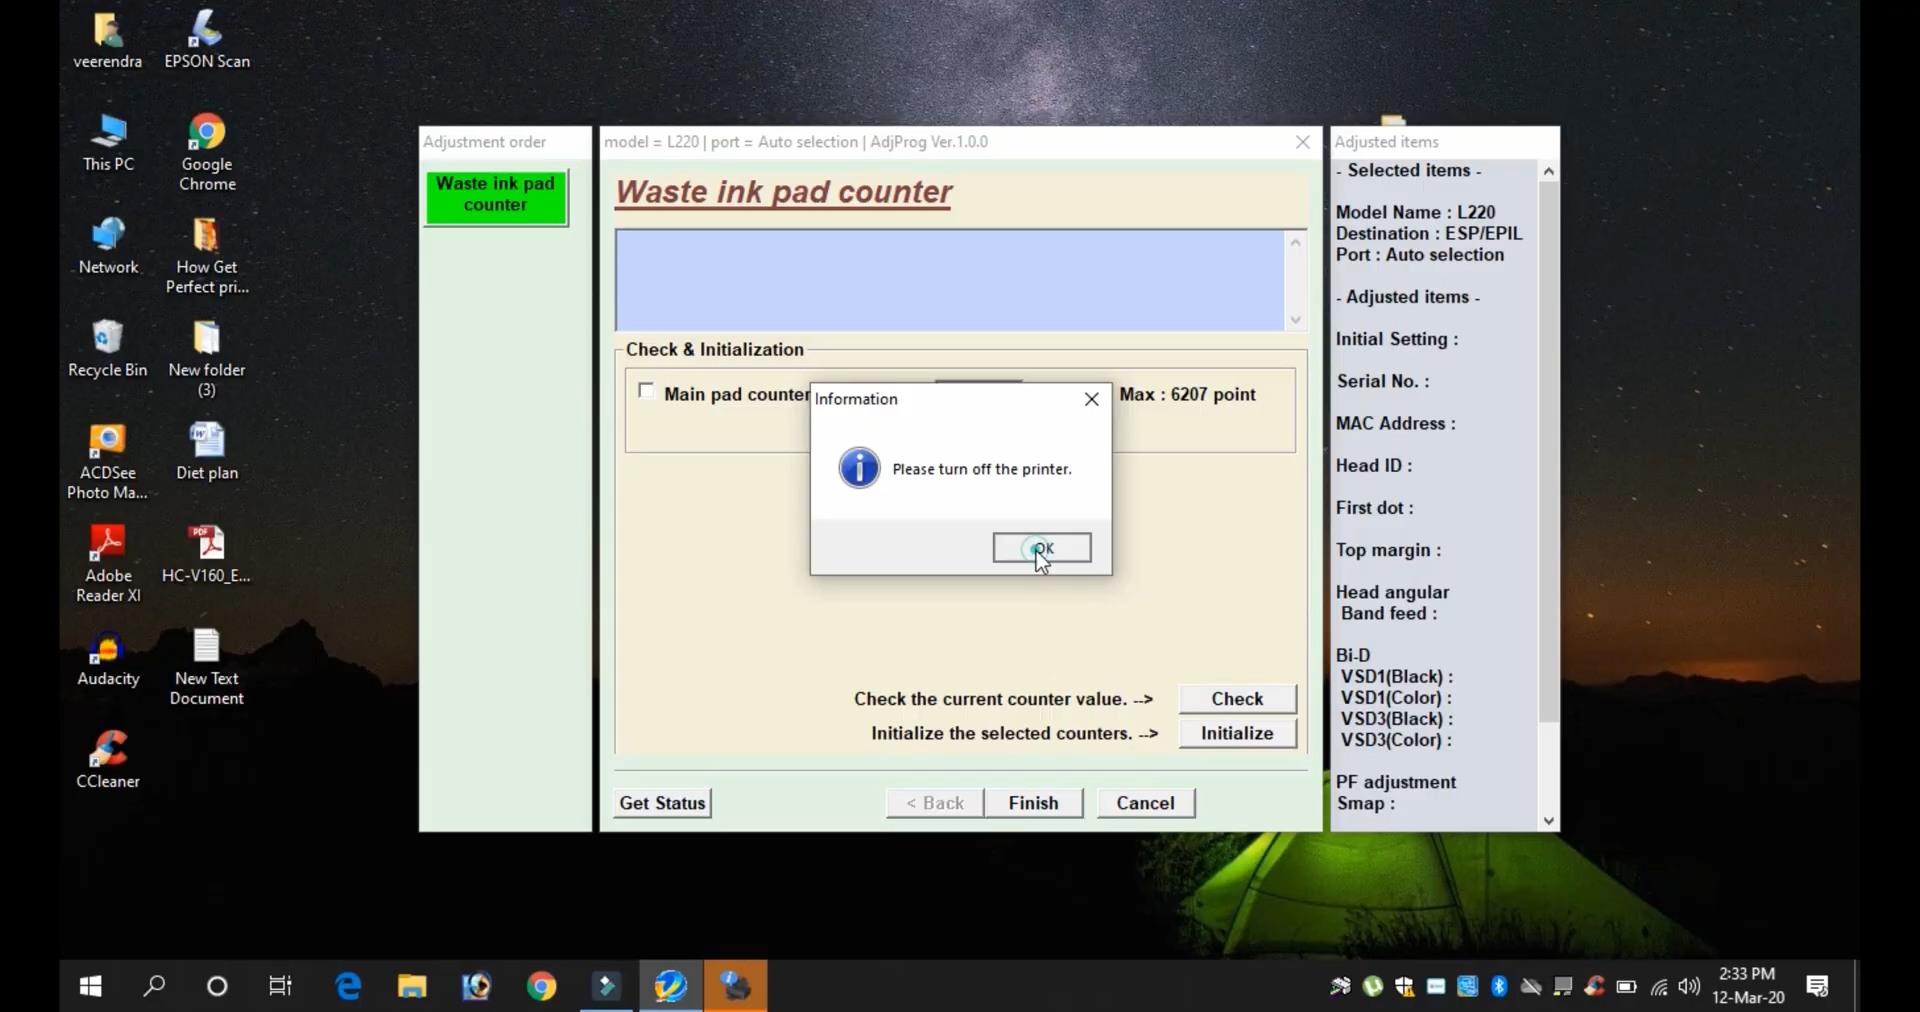 veerendra
EPSON Scan
This PC
Google
Chrome
Network
How Get
Perfect pri...
Recycle Bin
New folder
(3)
ACDSee
Photo Ma...
Diet plan
Adobe
Reader XI
HC-V160_E...
Audacity
New Text
Document
CCleaner
Adjustment order
Waste ink pad
counter
model = L220 | port = Auto selection | AdjProg Ver.1.0.0
Waste ink pad counter
Check & Initialization
Main pad counter
Max : 6207 point
Information
Please turn off the printer.
OK
Check the current counter value. -->
Check
Initialize the selected counters. -->
Initialize
Get Status
< Back
Finish
Cancel
Adjusted items
- Selected items -
Model Name : L220
Destination : ESP/EPIL
Port : Auto selection
- Adjusted items -
Initial Setting :
Serial No. :
MAC Address :
Head ID :
First dot :
Top margin :
Head angular
Band feed :
Bi-D
VSD1(Black) :
VSD1(Color) :
VSD3(Black) :
VSD3(Color) :
PF adjustment
Smap :
2:33 PM
12-Mar-20